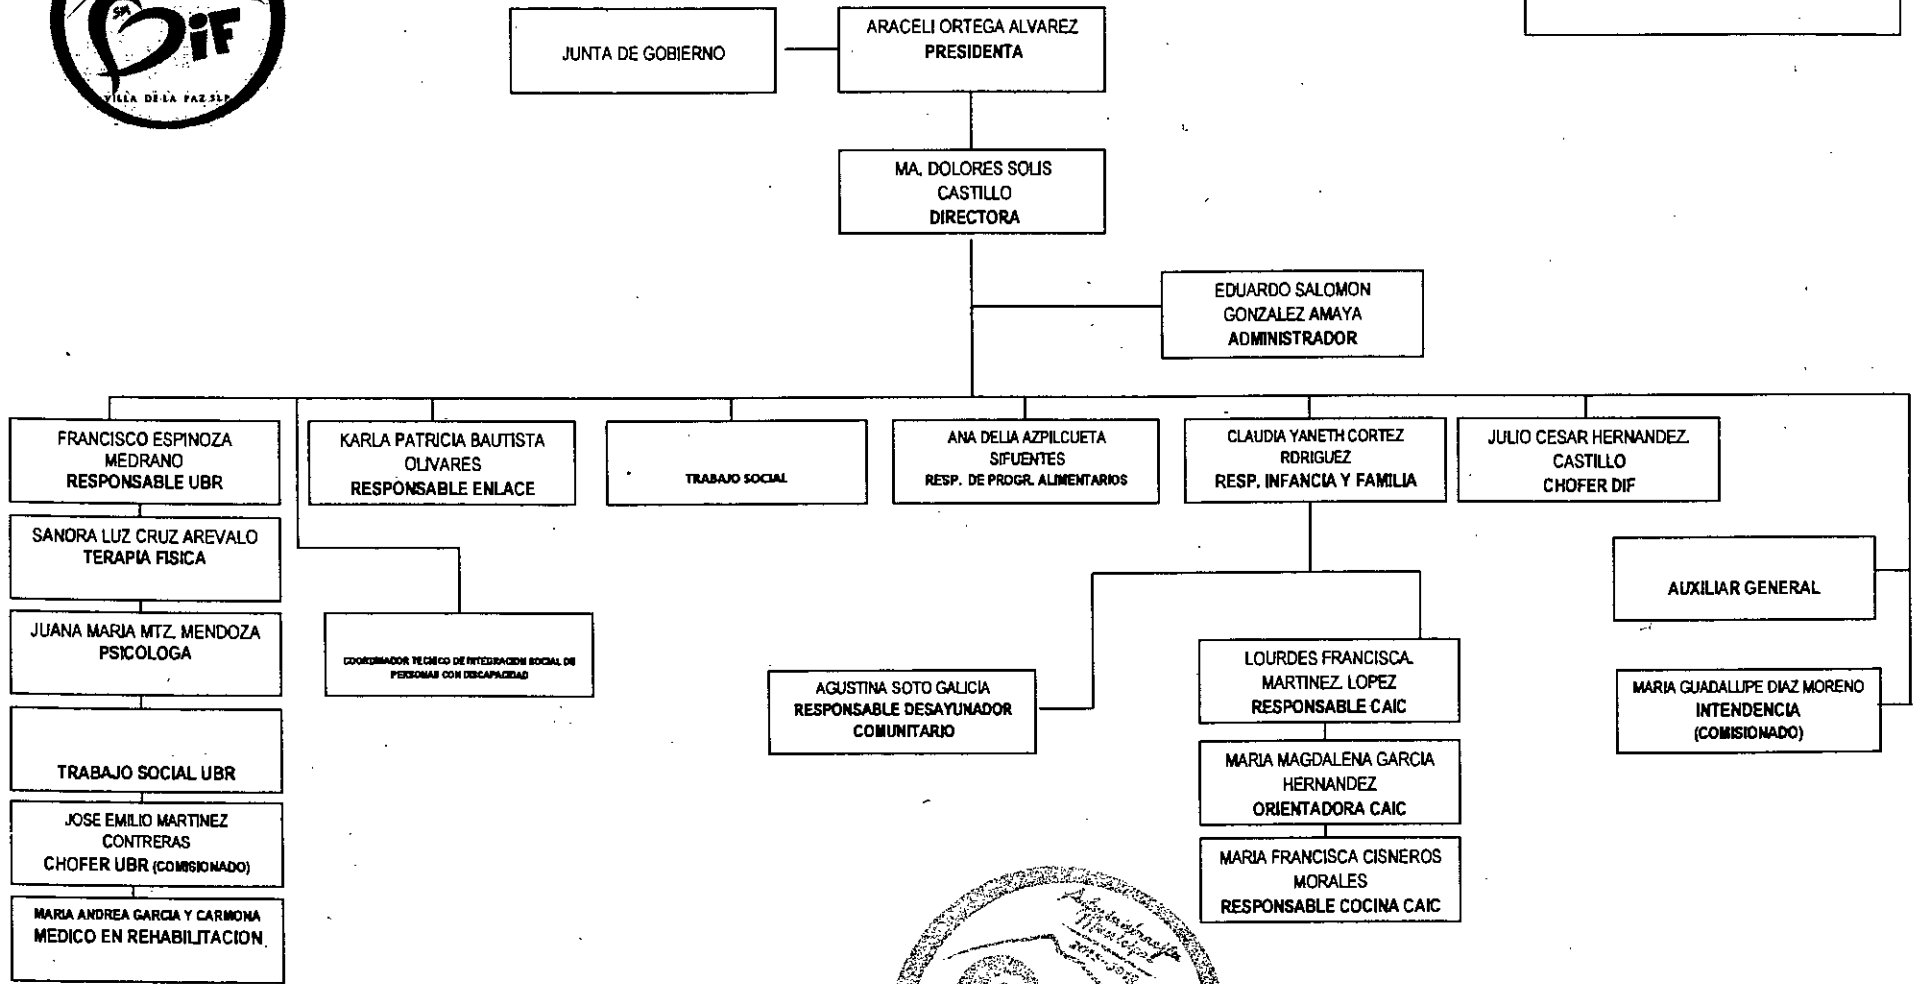 SM
DiF
VILLA DE LA PAZ SLP
JUNTA DE GOBIERNO
ARACELI ORTEGA ALVAREZ
PRESIDENTA
MA. DOLORES SOLIS
CASTILLO
DIRECTORA
EDUARDO SALOMON
GONZALEZ AMAYA
ADMINISTRADOR
FRANCISCO ESPINOZA
MEDRANO
RESPONSABLE UBR
KARLA PATRICIA BAUTISTA
OLIVARES
RESPONSABLE ENLACE
TRABAJO SOCIAL
ANA DELIA AZPILCUETA
SIFUENTES
RESP. DE PROGR. ALIMENTARIOS
CLAUDIA YANETH CORTEZ
RDRIGUEZ
RESP. INFANCIA Y FAMILIA
JULIO CESAR HERNANDEZ
CASTILLO
CHOFER DIF
SANDRA LUZ CRUZ AREVALO
TERAPIA FISICA
AUXILIAR GENERAL
JUANA MARIA MTZ. MENDOZA
PSICOLOGA
COORDINADOR TECNICO DE INTEGRACION SOCIAL DE
PERSONAS CON DISCAPACIDAD
AGUSTINA SOTO GALICIA
RESPONSABLE DESAYUNADOR
COMUNITARIO
LOURDES FRANCISCA
MARTINEZ LOPEZ
RESPONSABLE CAIC
MARIA GUADALUPE DIAZ MORENO
INTENDENCIA
(COMISIONADO)
TRABAJO SOCIAL UBR
MARIA MAGDALENA GARCIA
HERNANDEZ
ORIENTADORA CAIC
JOSE EMILIO MARTINEZ
CONTRERAS
CHOFER UBR (COMISIONADO)
MARIA FRANCISCA CISNEROS
MORALES
RESPONSABLE COCINA CAIC
MARIA ANDREA GARCIA Y CARMONA
MEDICO EN REHABILITACION